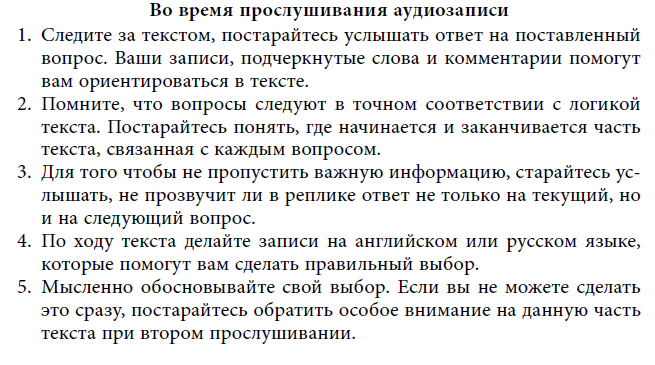 Во время прослушивания аудиозаписи
1. Следите за текстом, постарайтесь услышать ответ на поставленный
вопрос. Ваши записи, подчеркнутые слова и комментарии помогут
вам ориентироваться в тексте.
2. Помните, что вопросы следуют в точном соответствии с логикой
текста. Постарайтесь понять, где начинается и заканчивается часть
текста, связанная с каждым вопросом.
3. Для того чтобы не пропустить важную информацию, старайтесь ус-
лышать, не прозвучит ли в реплике ответ не только на текущий, но
и на следующий вопрос.
4. По ходу текста делайте записи на английском или русском языке,
которые помогут вам сделать правильный выбор.
5. Мысленно обосновывайте свой выбор. Если вы не можете сделать
это сразу, постарайтесь обратить особое внимание на данную часть
текста при втором прослушивании.